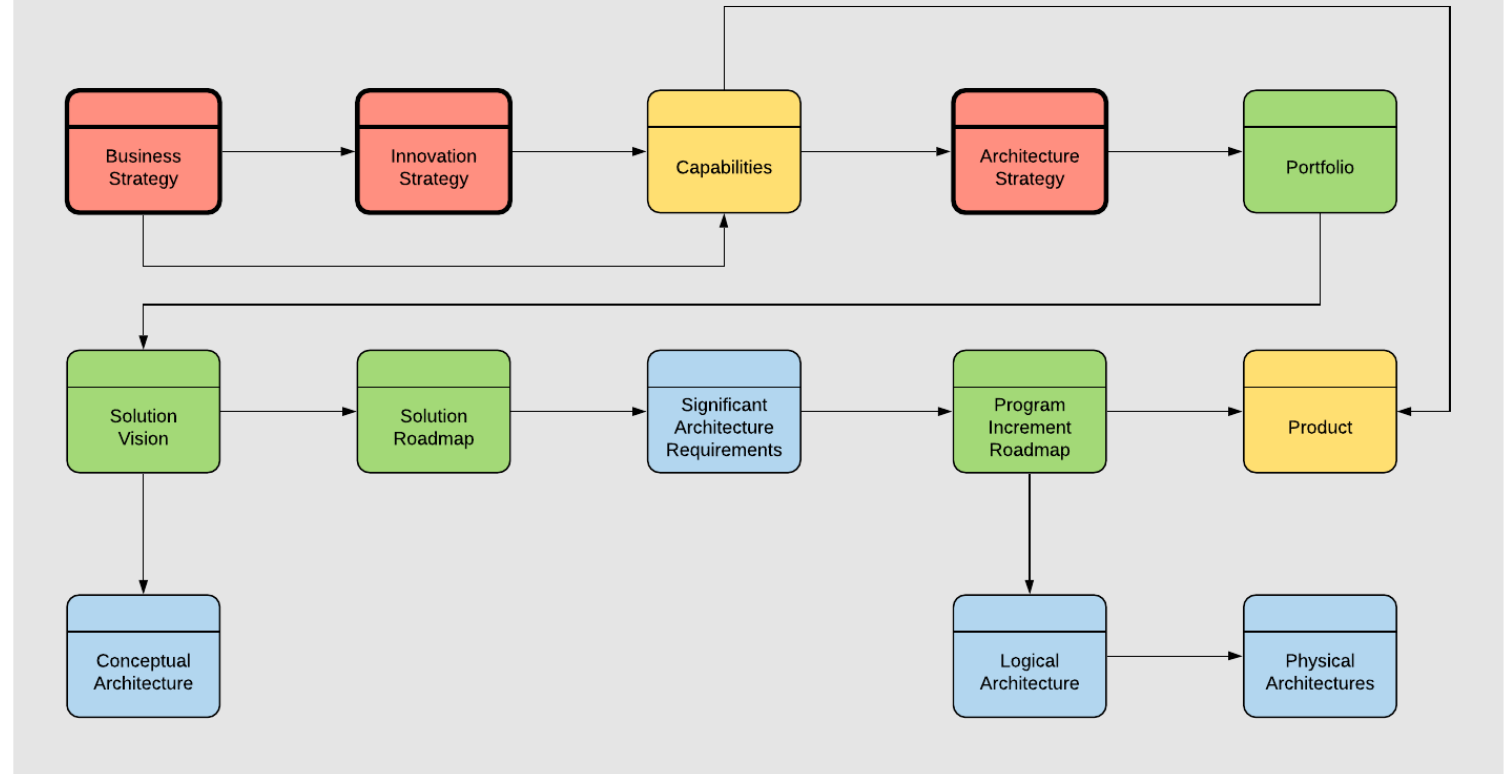 Business
Strategy
Innovation
Strategy
Capabilities
Architecture
Strategy
Portfolio
Solution
Vision
Solution
Roadmap
Significant
Architecture
Requirements
Program
Increment
Roadmap
Product
Conceptual
Architecture
Logical
Architecture
Physical
Architectures